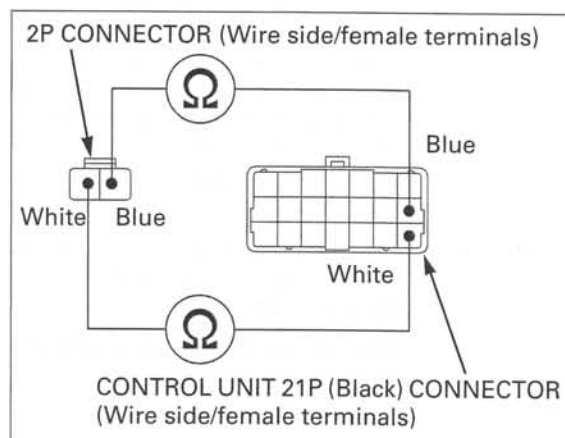 2P CONNECTOR (Wire side/female terminals)
Ω
Blue
White
Blue
White
Ω
CONTROL UNIT 21P (Black) CONNECTOR
(Wire side/female terminals)